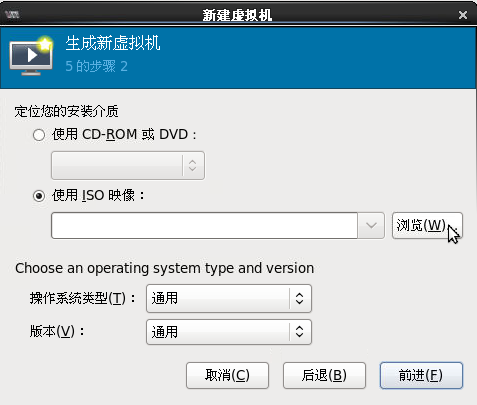 新建虚拟机
生成新虚拟机
5 的步骤 2
定位您的安装介质
使用 CD-ROM 或 DVD：
使用 ISO 映像：
浏览(W)...
Choose an operating system type and version
操作系统类型(T)： 通用
版本(V)： 通用
取消(C) 后退(B) 前进(F)